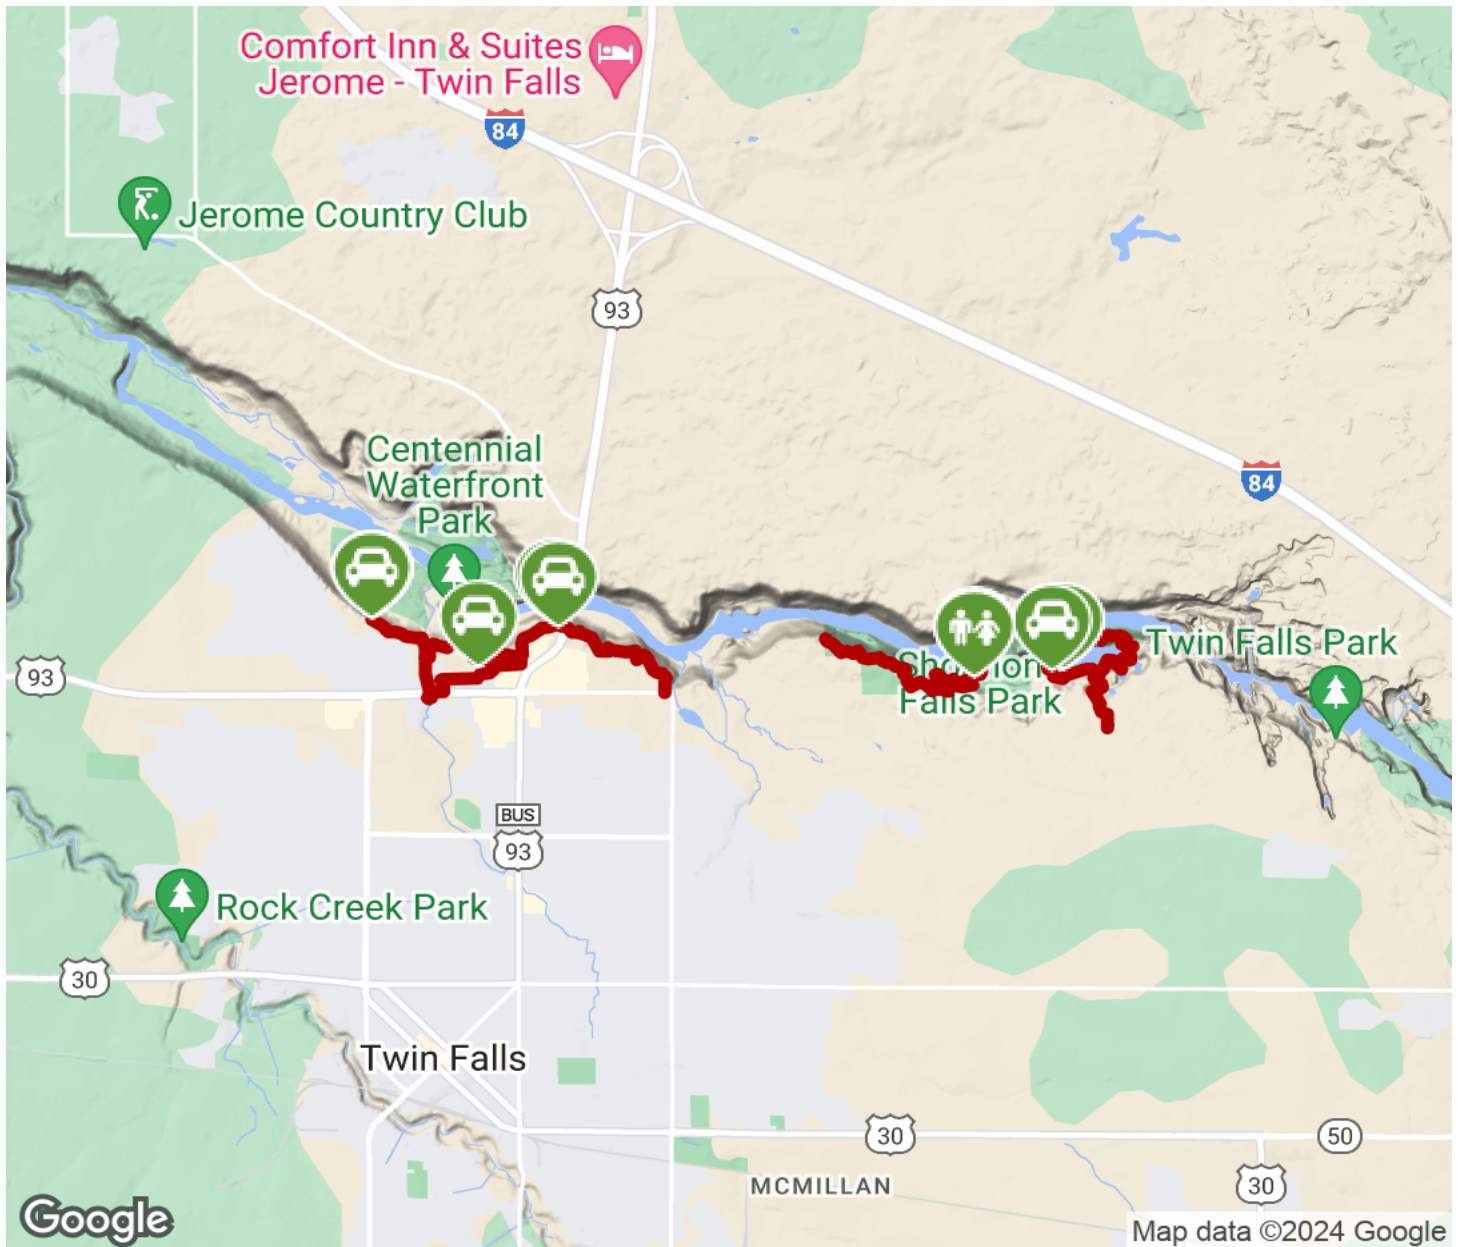 Comfort Inn & Suites
Jerome - Twin Falls
84
Jerome Country Club
93
Centennial
Waterfront
Park
84
Twin Falls Park
93
Falls Park
BUS
93
Rock Creek Park
30
Twin Falls
30
50
MCMILLAN
30
Google
Map data ©2024 Google